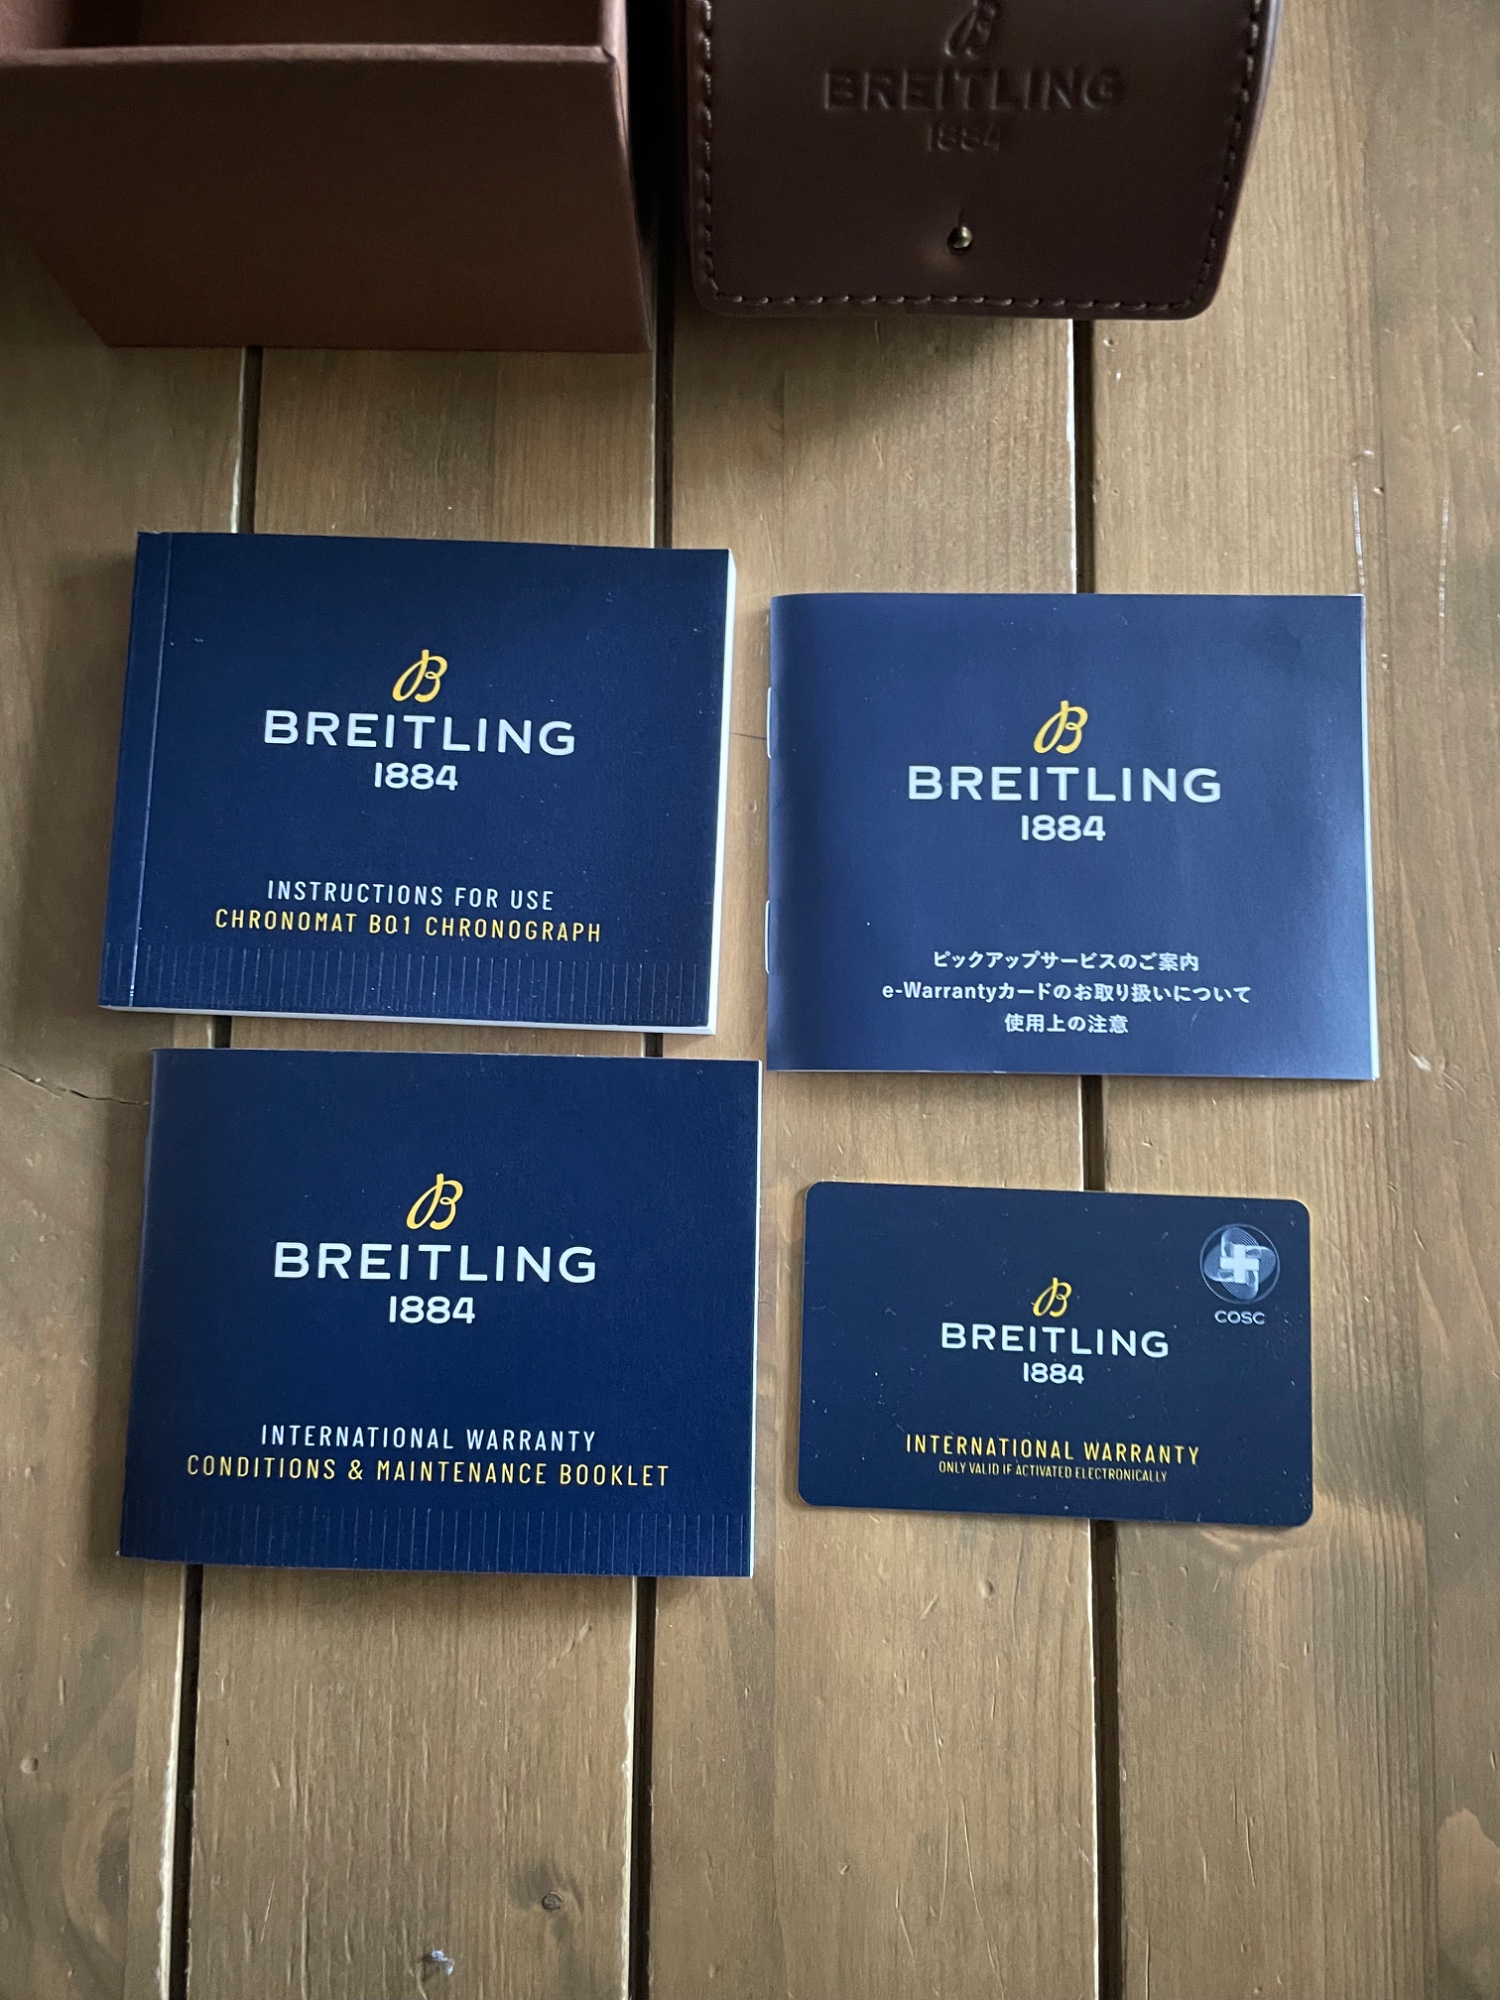 B
BREITLING
1884
B
BREITLING
1884
INSTRUCTIONS FOR USE
CHRONOMAT B01 CHRONOGRAPH
B
BREITLING
1884
ピックアップサービスのご案内
e-Warrantyカードのお取り扱いについて
使用上の注意
B
BREITLING
1884
INTERNATIONAL WARRANTY
CONDITIONS & MAINTENANCE BOOKLET
COSC
B
BREITLING
1884
INTERNATIONAL WARRANTY
ONLY VALID IF ACTIVATED ELECTRONICALLY